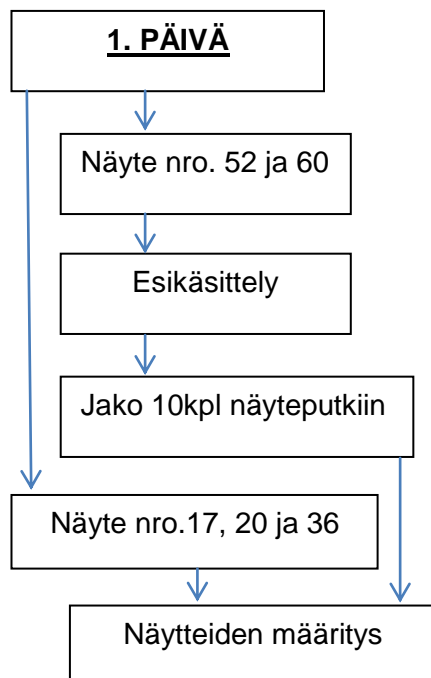 1. PÄIVÄ
Näyte nro. 52 ja 60
Esikäsittely
Jako 10kpl näyteputkiin
Näyte nro.17, 20 ja 36
Näytteiden määritys